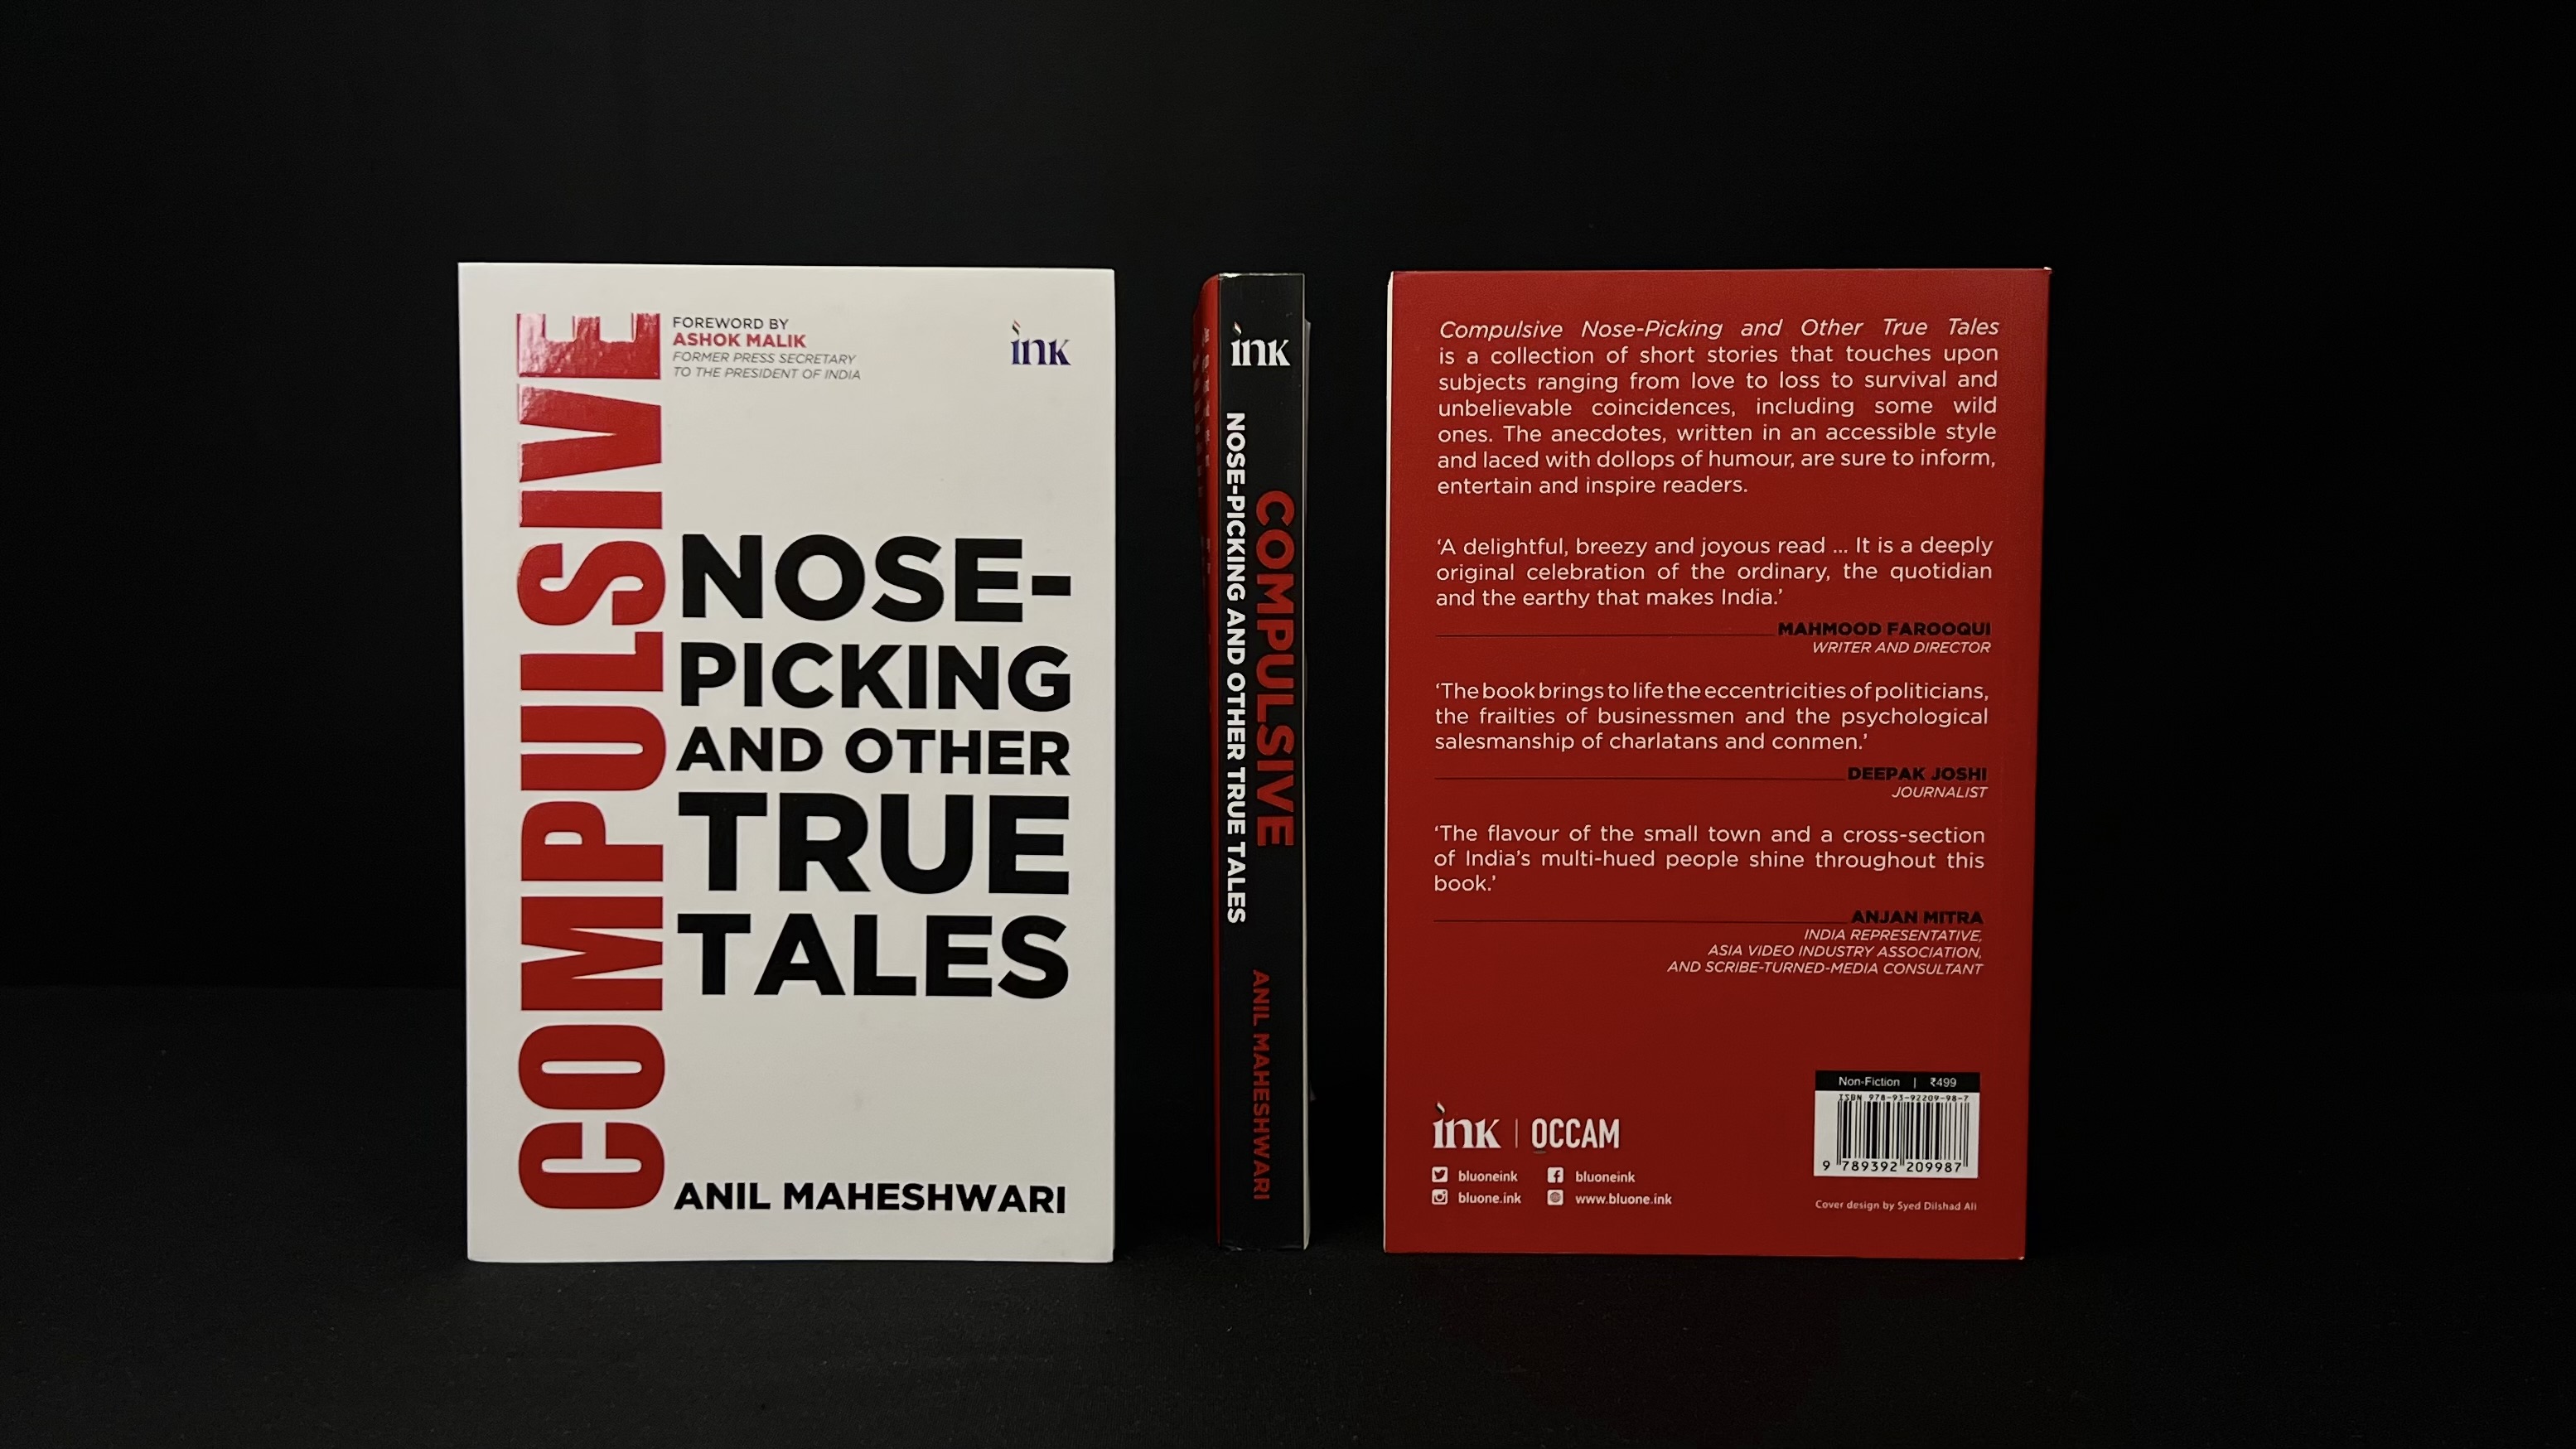 COMPULSIVE
FOREWORD BY
ASHOK MALIK
FORMER PRESS SECRETARY
TO THE PRESIDENT OF INDIA
ink
NOSE-
PICKING
AND OTHER
TRUE
TALES
ANIL MAHESHWARI
ink
COMPULSIVE
NOSE-PICKING AND OTHER TRUE TALES
ANIL MAHESHWARI
Compulsive Nose-Picking and Other True Tales
is a collection of short stories that touches upon
subjects ranging from love to loss to survival and
unbelievable coincidences, including some wild
ones. The anecdotes, written in an accessible style
and laced with dollops of humour, are sure to inform,
entertain and inspire readers.
‘A delightful, breezy and joyous read ... It is a deeply
original celebration of the ordinary, the quotidian
and the earthy that makes India.’
MAHMOOD FAROOQUI
WRITER AND DIRECTOR
‘The book brings to life the eccentricities of politicians,
the frailties of businessmen and the psychological
salesmanship of charlatans and conmen.’
DEEPAK JOSHI
JOURNALIST
‘The flavour of the small town and a cross-section
of India’s multi-hued people shine throughout this
book.’
ANJAN MITRA
INDIA REPRESENTATIVE,
ASIA VIDEO INDUSTRY ASSOCIATION,
AND SCRIBE-TURNED-MEDIA CONSULTANT
Non-Fiction | ₹499
ISBN 978-93-92209-98-7
9 789392 209987
ink | OCCAM
bluoneink bluoneink
bluone.ink www.bluone.ink
Cover design by Syed Dilshad Ali